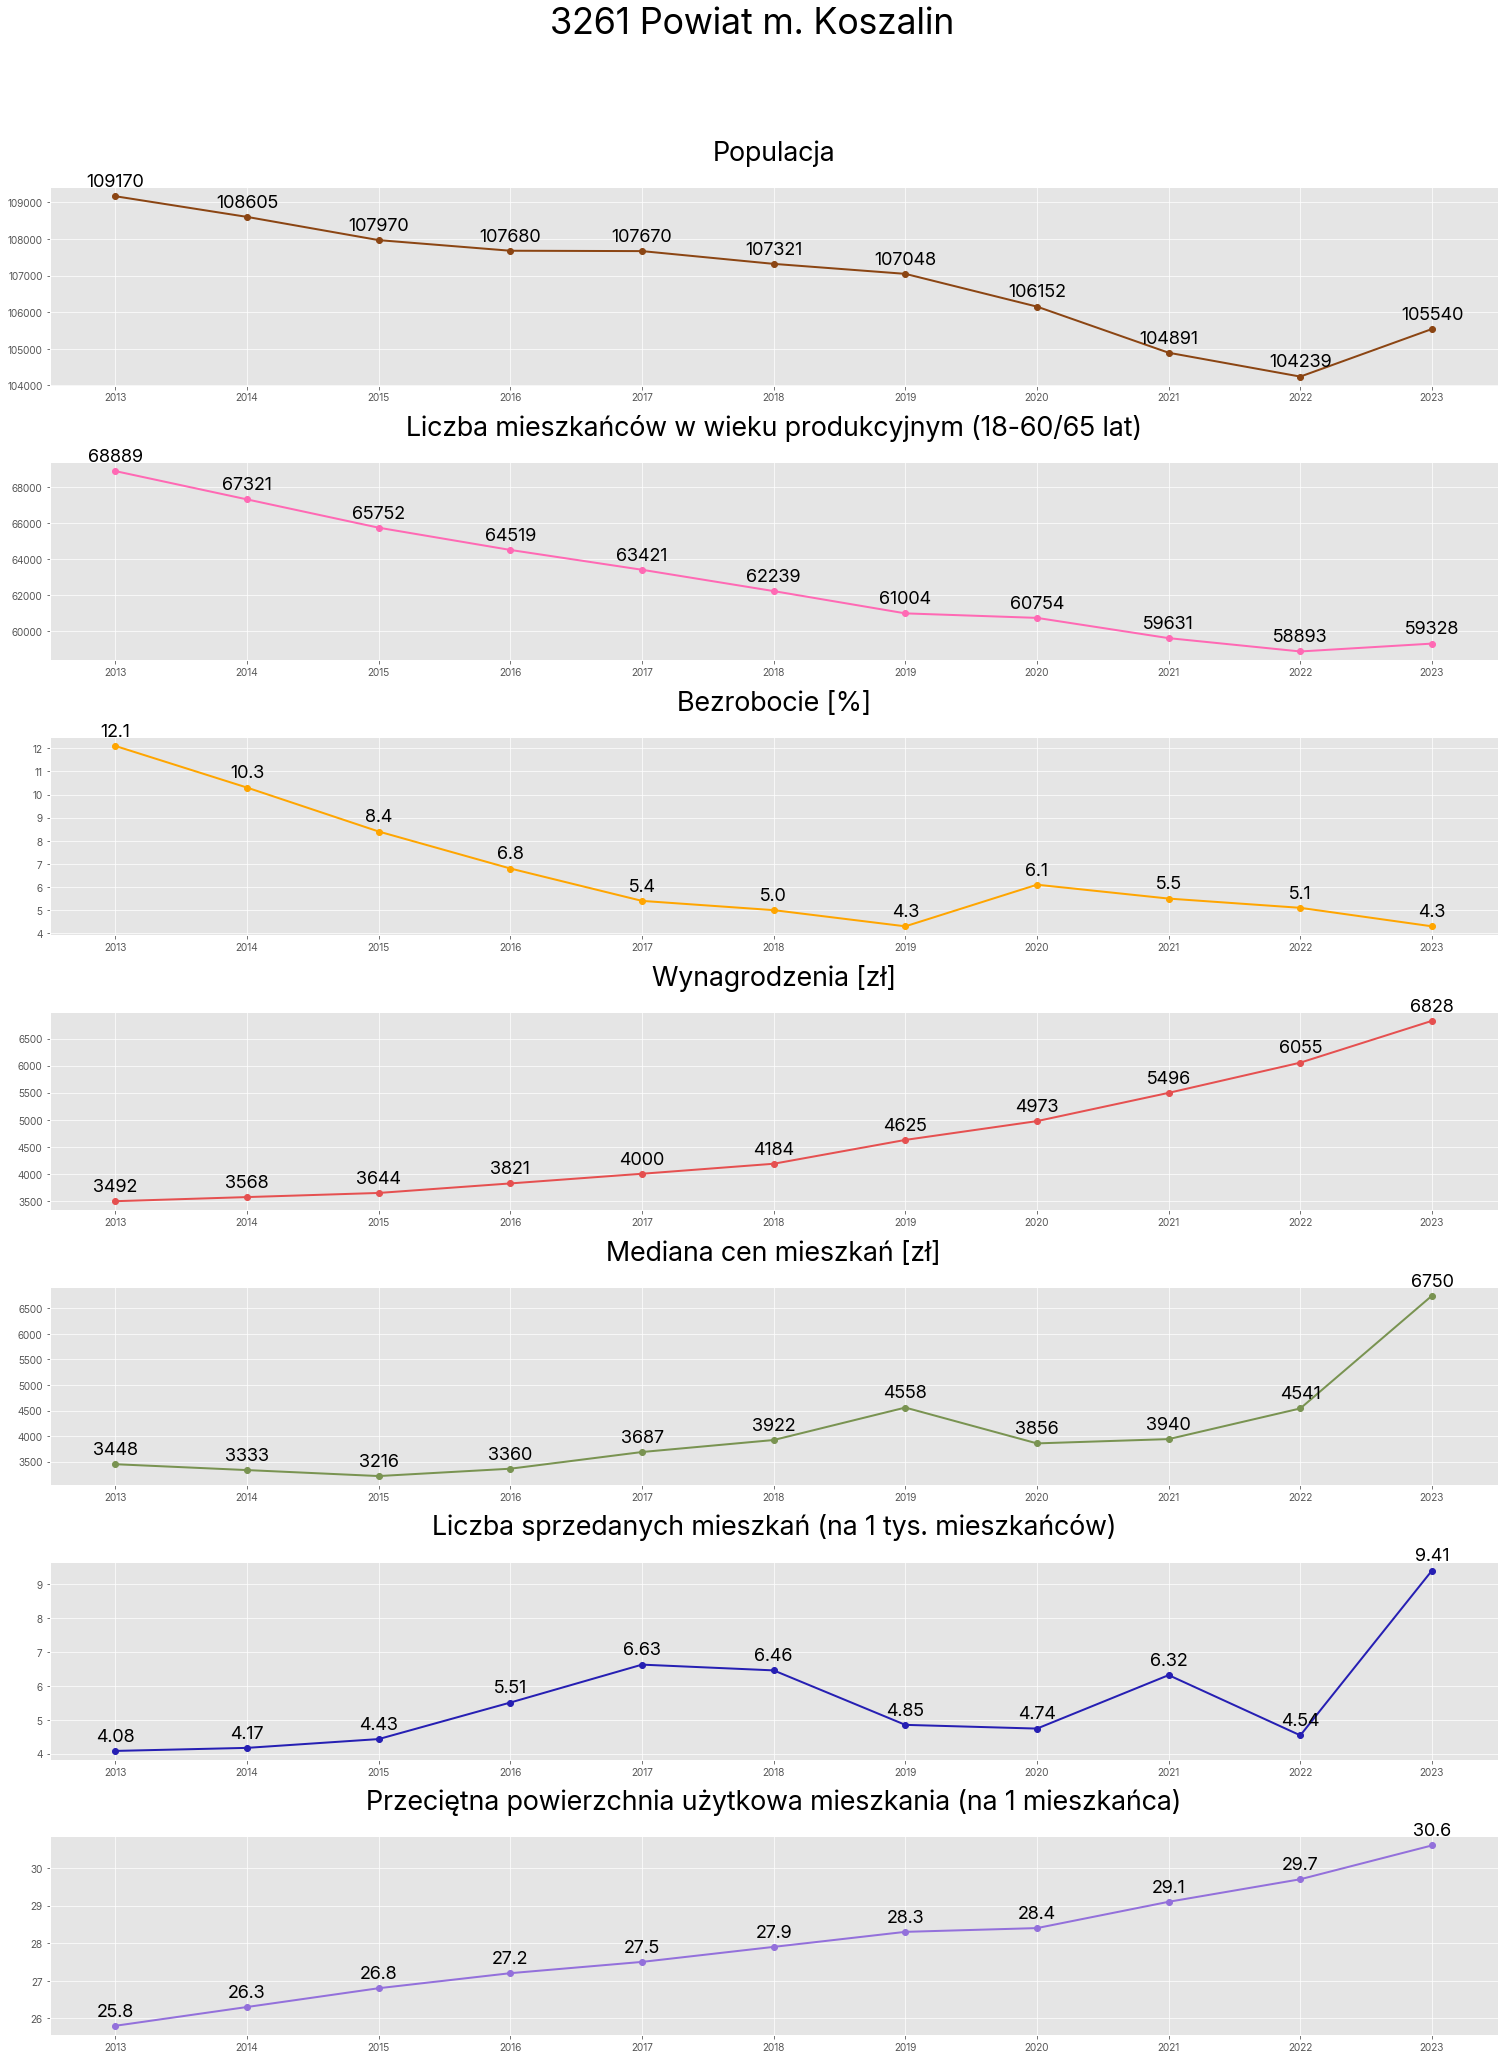 3261 Powiat m. Koszalin
Populacja
109170 108605 107970 107680 107670 107321 107048 106152 104891 104239 105540
109000
108000
107000
106000
105000
104000
2013 2014 2015 2016 2017 2018 2019 2020 2021 2022 2023
Liczba mieszkańców w wieku produkcyjnym (18-60/65 lat)
68889 67321 65752 64519 63421 62239 61004 60754 59631 58893 59328
68000
66000
64000
62000
60000
2013 2014 2015 2016 2017 2018 2019 2020 2021 2022 2023
Bezrobocie [%]
12.1 10.3 8.4 6.8 5.4 5.0 4.3 6.1 5.5 5.1 4.3
12
11
10
9
8
7
6
5
4
2013 2014 2015 2016 2017 2018 2019 2020 2021 2022 2023
Wynagrodzenia [zł]
3492 3568 3644 3821 4000 4184 4625 4973 5496 6055 6828
6500
6000
5500
5000
4500
4000
3500
2013 2014 2015 2016 2017 2018 2019 2020 2021 2022 2023
Mediana cen mieszkań [zł]
3448 3333 3216 3360 3687 3922 4558 3856 3940 4541 6750
6500
6000
5500
5000
4500
4000
3500
2013 2014 2015 2016 2017 2018 2019 2020 2021 2022 2023
Liczba sprzedanych mieszkań (na 1 tys. mieszkańców)
4.08 4.17 4.43 5.51 6.63 6.46 4.85 4.74 6.32 4.54 9.41
9
8
7
6
5
4
2013 2014 2015 2016 2017 2018 2019 2020 2021 2022 2023
Przeciętna powierzchnia użytkowa mieszkania (na 1 mieszkańca)
25.8 26.3 26.8 27.2 27.5 27.9 28.3 28.4 29.1 29.7 30.6
30
29
28
27
26
2013 2014 2015 2016 2017 2018 2019 2020 2021 2022 2023